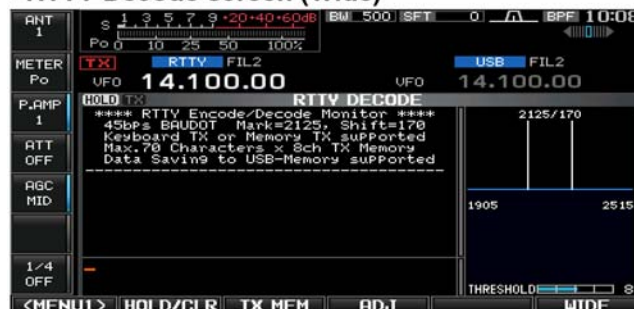 ANT 1 S 1 3 5 7 9 +20+40+60dB BW 500 SFT 0 BPF 10:08
Po 0 10 25 50 100%
METER Po TX RTTY FIL2 USB FIL2
VFO 14.100.00 VFO 14.100.00
P.AMP 1 HOLD TX RTTY DECODE
**** RTTY Encode/Decode Monitor ****
45bps BAUDOT Mark=2125, Shift=170
Keyboard TX or Memory TX supported
Max.70 Characters x 8ch TX Memory
Data Saving to USB-Memory supported
2125/170
ATT OFF
AGC MID
1905 2515
1/4 OFF
THRESHOLD 8
<MENU1> HOLD/CLR TX MEM ADJ WIDE